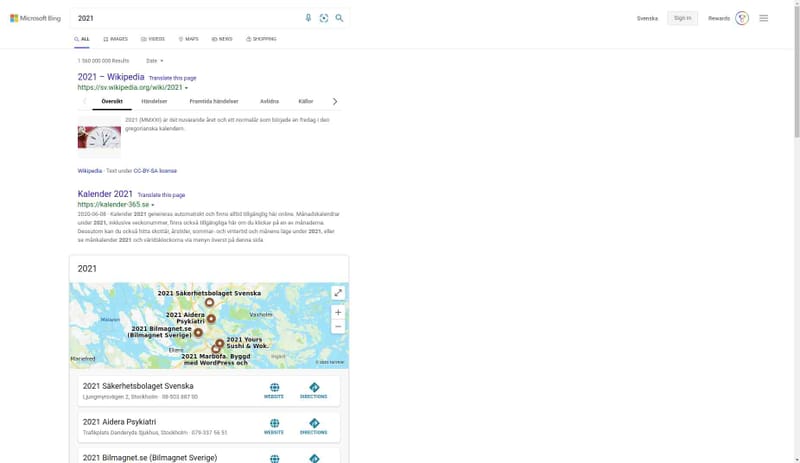 Microsoft Bing
2021
Svenska
Sign in
Rewards
ALL
IMAGES
VIDEOS
MAPS
NEWS
SHOPPING
1 560 000 000 Results
Date
2021 – Wikipedia Translate this page
https://sv.wikipedia.org/wiki/2021
Översikt
Händelser
Framtida händelser
Avlidna
Källor
2021 (MMXXI) är det nuvarande året och ett normalår som började en fredag i den
gregorianska kalendern.
Wikipedia · Text under CC-BY-SA license
Kalender 2021 Translate this page
https://kalender-365.se
2020-06-08 · Kalender 2021 genereras automatiskt och finns alltid tillgänglig här online. Månadskalendrar
under 2021, inklusive veckonummer, finns också tillgängliga här om du klickar på en av månaderna.
Dessutom kan du också hitta skottår, årstider, sommar- och vintertid och månens läge under 2021, eller
se månkalender 2021 och världsklockorna via menyn överst på denna sida.
2021
2021 Säkerhetsbolaget Svenska
2021 Aidera
Psykiatri
Vaxholm
2021 Bilmagnet.se
(Bilmagnet Sverige)
2021 Yours
Sushi & Wok.
Ekerö
2021 Marbofa. Byggd
med WordPress och
Mariefred
2021 Säkerhetsbolaget Svenska
Ljungmyrsvägen 2, Stockholm · 08-503 887 00
WEBSITE
DIRECTIONS
2021 Aidera Psykiatri
Trafikplats Danderyds Sjukhus, Stockholm · 079-337 56 51
WEBSITE
DIRECTIONS
2021 Bilmagnet.se (Bilmagnet Sverige)